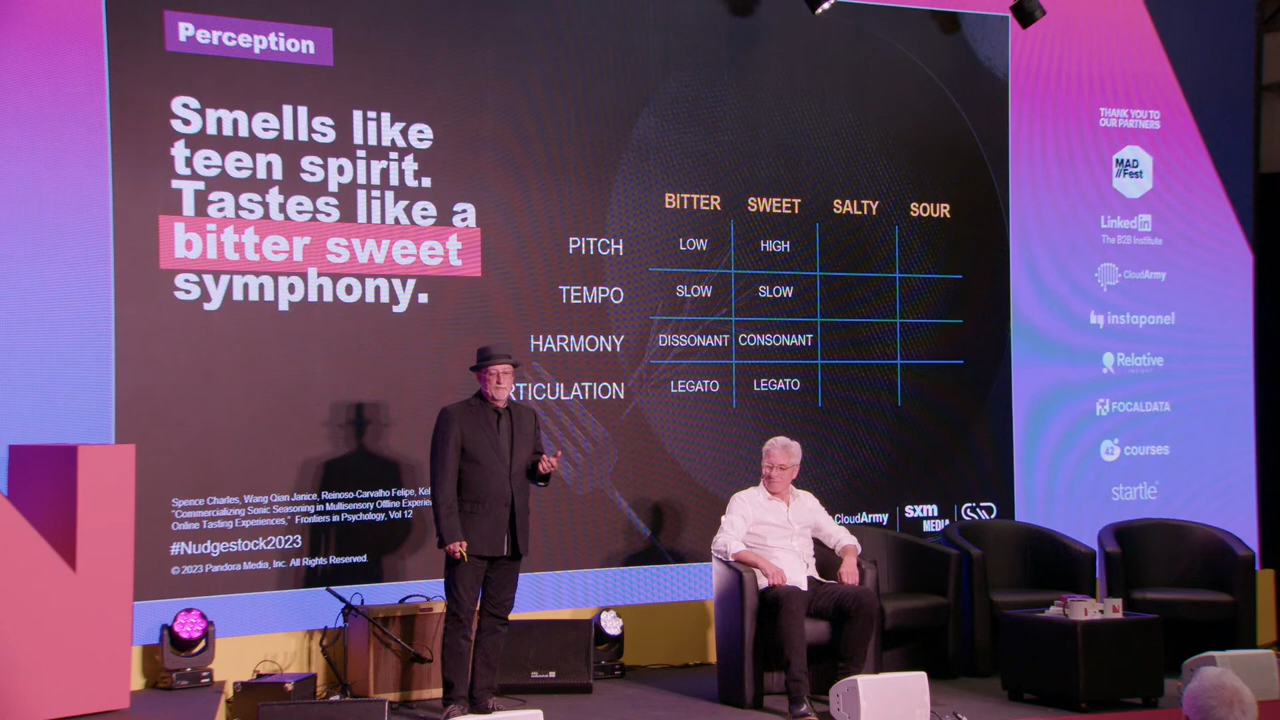 Perception
Smells like
teen spirit.
Tastes like a
bitter sweet
symphony.
BITTER SWEET SALTY SOUR
PITCH LOW HIGH
TEMPO SLOW SLOW
HARMONY DISSONANT CONSONANT
RTICULATION LEGATO LEGATO
Spence Charles, Wang Qian Janice, Reinoso-Carvalho Felipe, Kel
"Commercializing Sonic Seasoning in Multisensory Offline Experien
Online Tasting Experiences," Frontiers in Psychology, Vol 12
#Nudgestock2023
© 2023 Pandora Media, Inc. All Rights Reserved.
CloudArmy
sxm
MEDIA
THANK YOU TO
OUR PARTNERS
MAD
//Fest
Linkedin
The B2B Institute
CloudArmy
instapanel
Relative
INSIGHT
FOCALDATA
42 courses
startle